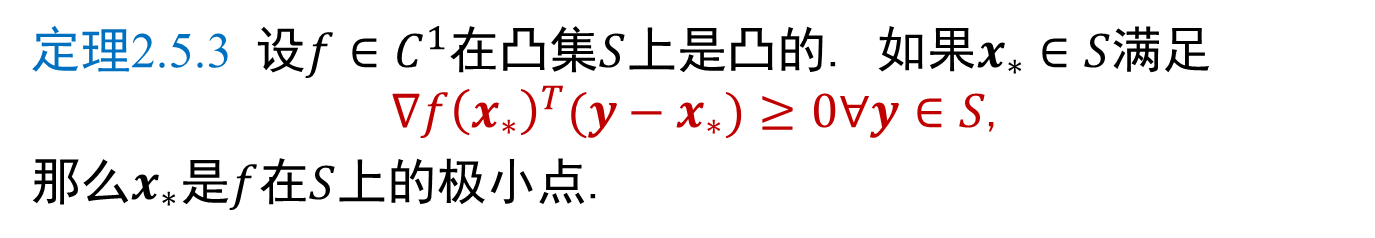 定理2.5.3 设𝑓 ∈ 𝐶¹在凸集𝑆上是凸的. 如果𝒙∗ ∈ 𝑆满足
∇𝑓(𝒙∗)ᵀ(𝒚 − 𝒙∗) ≥ 0∀𝒚 ∈ 𝑆,
那么𝒙∗是𝑓在𝑆上的极小点.